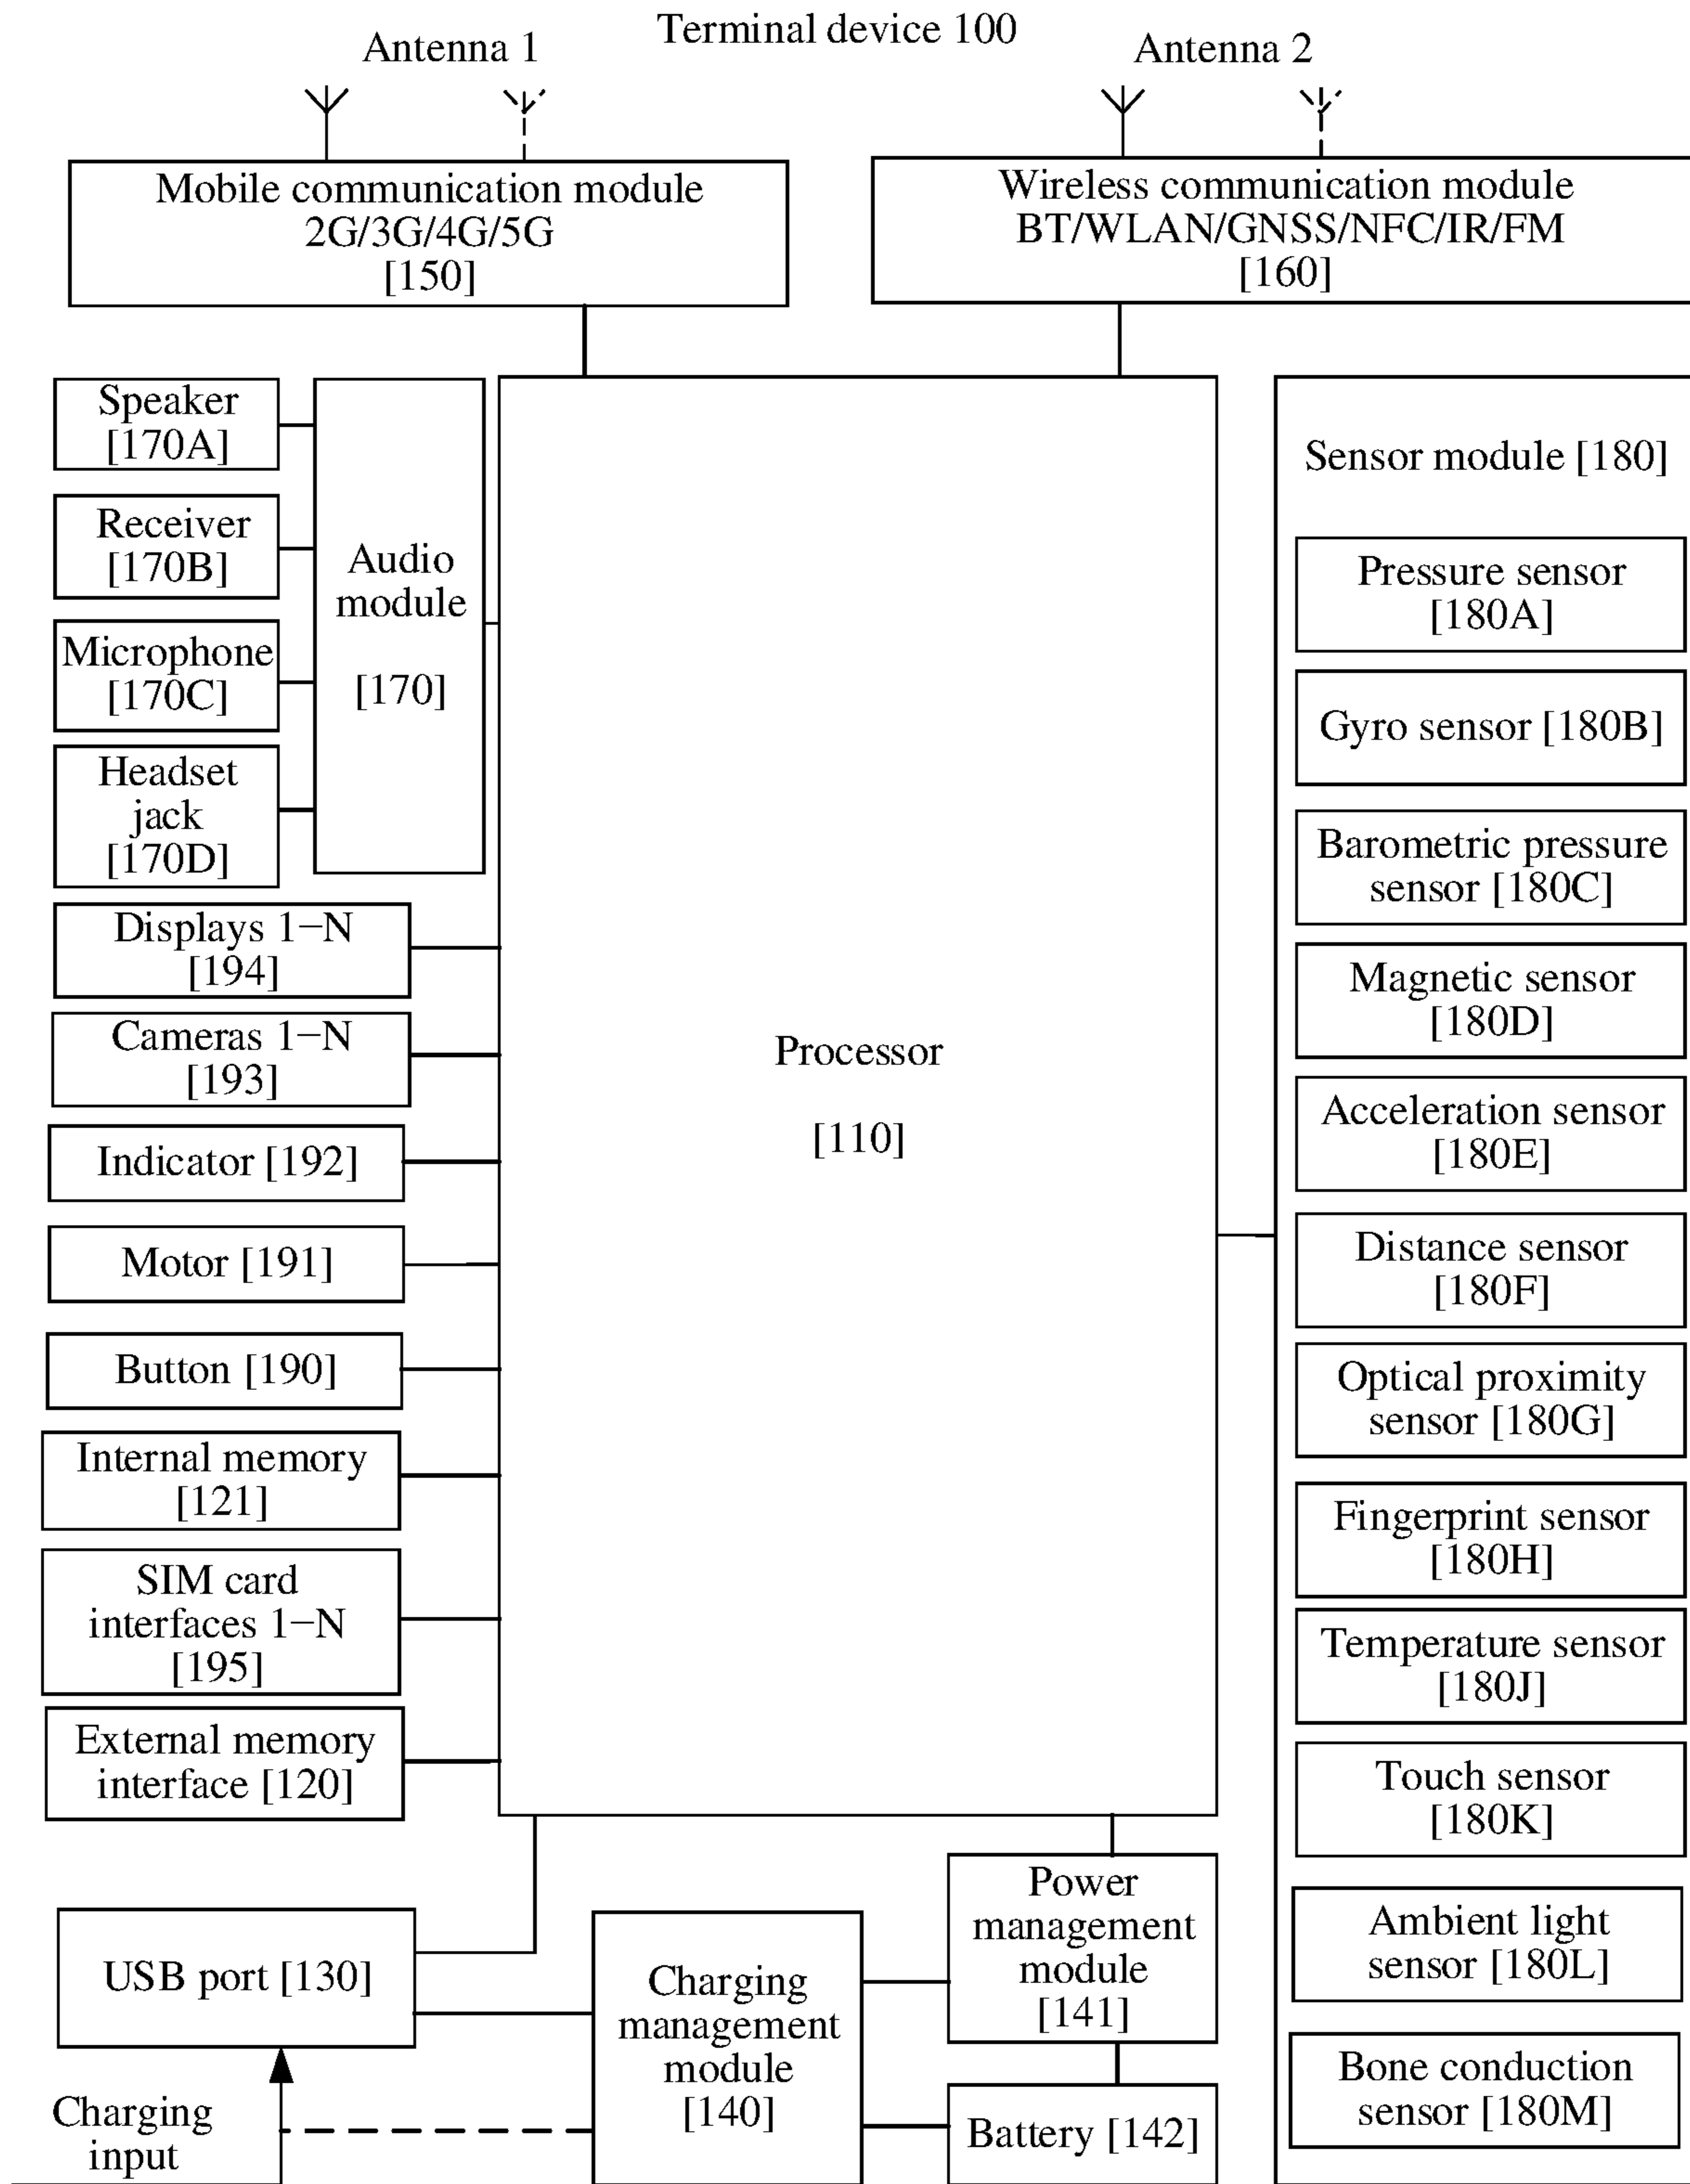 Terminal device 100
Antenna 1
Antenna 2
Mobile communication module
2G/3G/4G/5G
[150]
Wireless communication module
BT/WLAN/GNSS/NFC/IR/FM
[160]
Speaker
[170A]
Receiver
[170B]
Microphone
[170C]
Headset
jack
[170D]
Audio
module
[170]
Displays 1−N
[194]
Cameras 1−N
[193]
Indicator [192]
Motor [191]
Button [190]
Internal memory
[121]
SIM card
interfaces 1−N
[195]
External memory
interface [120]
Processor
[110]
Sensor module [180]
Pressure sensor
[180A]
Gyro sensor [180B]
Barometric pressure
sensor [180C]
Magnetic sensor
[180D]
Acceleration sensor
[180E]
Distance sensor
[180F]
Optical proximity
sensor [180G]
Fingerprint sensor
[180H]
Temperature sensor
[180J]
Touch sensor
[180K]
Ambient light
sensor [180L]
Bone conduction
sensor [180M]
USB port [130]
Charging
input
Charging
management
module
[140]
Power
management
module
[141]
Battery [142]